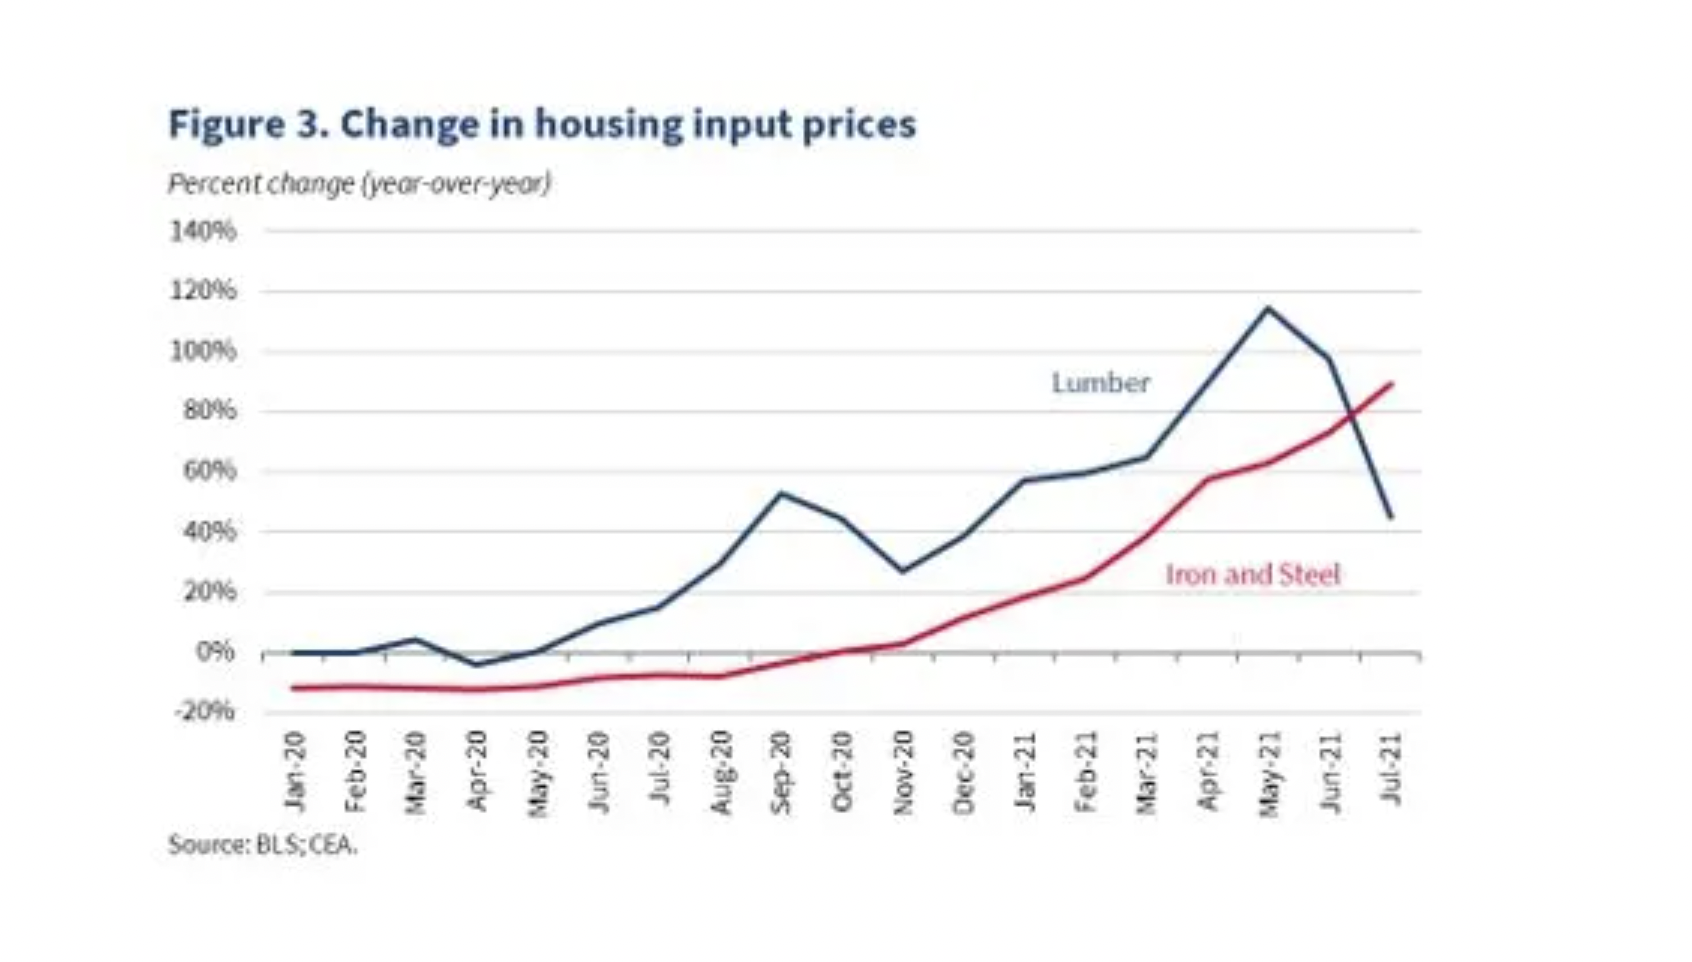 Figure 3. Change in housing input prices
Percent change (year-over-year)
140%
120%
100%
80%
60%
40%
20%
0%
-20%
Lumber
Iron and Steel
Jan-20
Feb-20
Mar-20
Apr-20
May-20
Jun-20
Jul-20
Aug-20
Sep-20
Oct-20
Nov-20
Dec-20
Jan-21
Feb-21
Mar-21
Apr-21
May-21
Jun-21
Jul-21
Source: BLS; CEA.